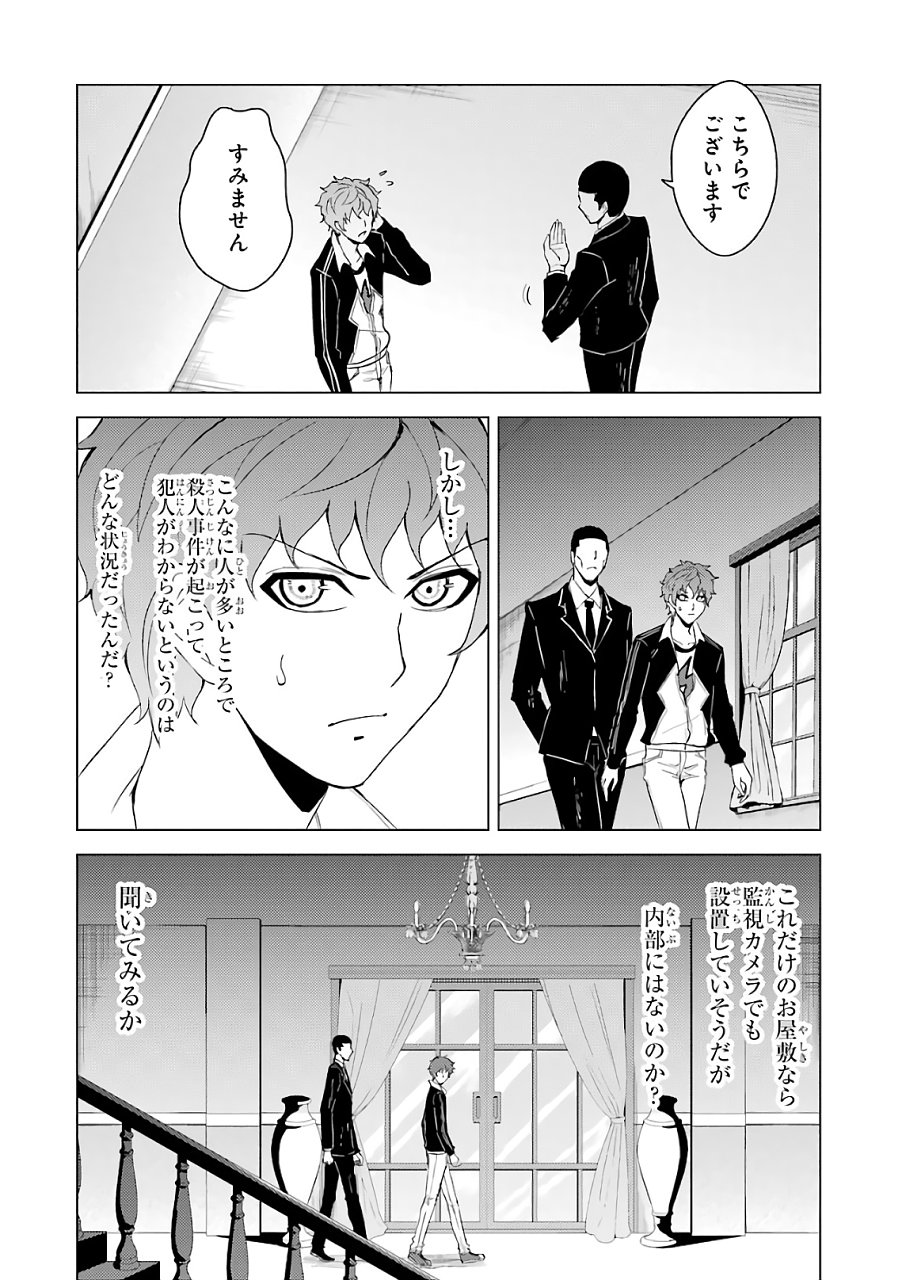 こちらで
ございます
すみません
しかし…
こんなに人が多いところで
殺人事件が起こって
犯人がわからないというのは
どんな状況だったんだ？
これだけのお屋敷なら
監視カメラでも
設置していそうだが
内部にはないのか？
聞いてみるか